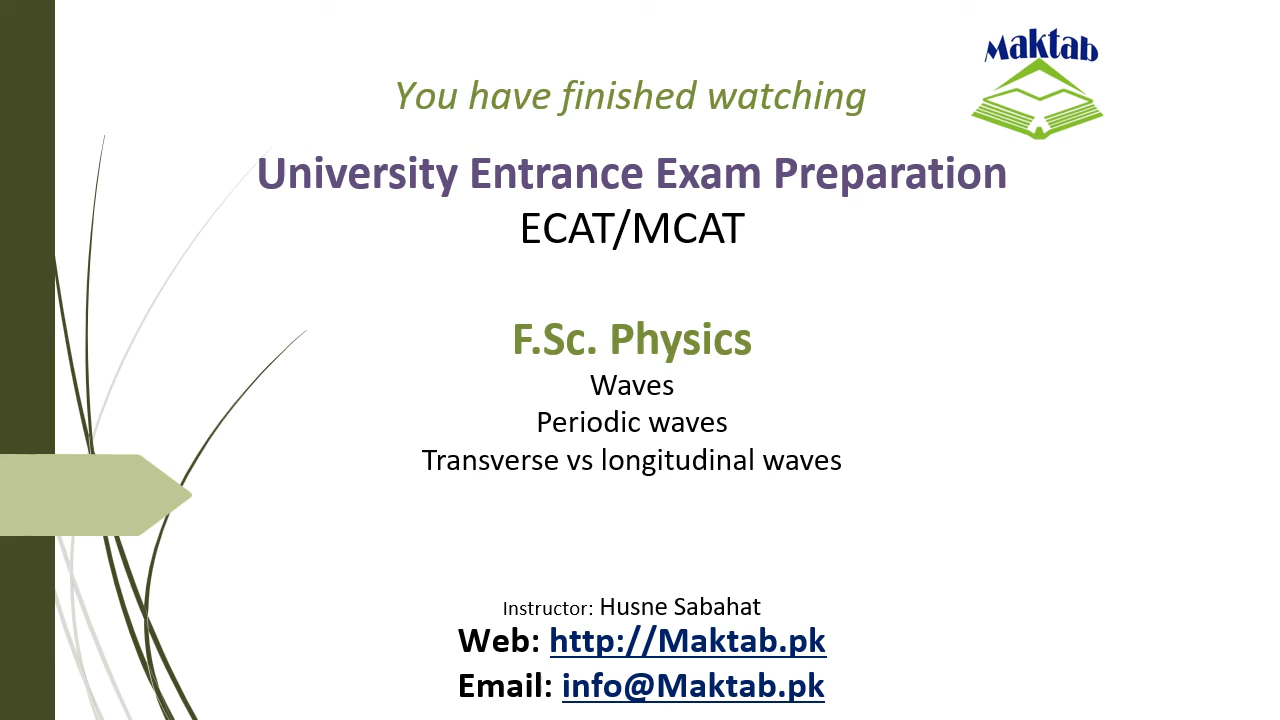 Maktab
You have finished watching
University Entrance Exam Preparation
ECAT/MCAT
F.Sc. Physics
Waves
Periodic waves
Transverse vs longitudinal waves
Instructor: Husne Sabahat
Web: http://Maktab.pk
Email: info@Maktab.pk